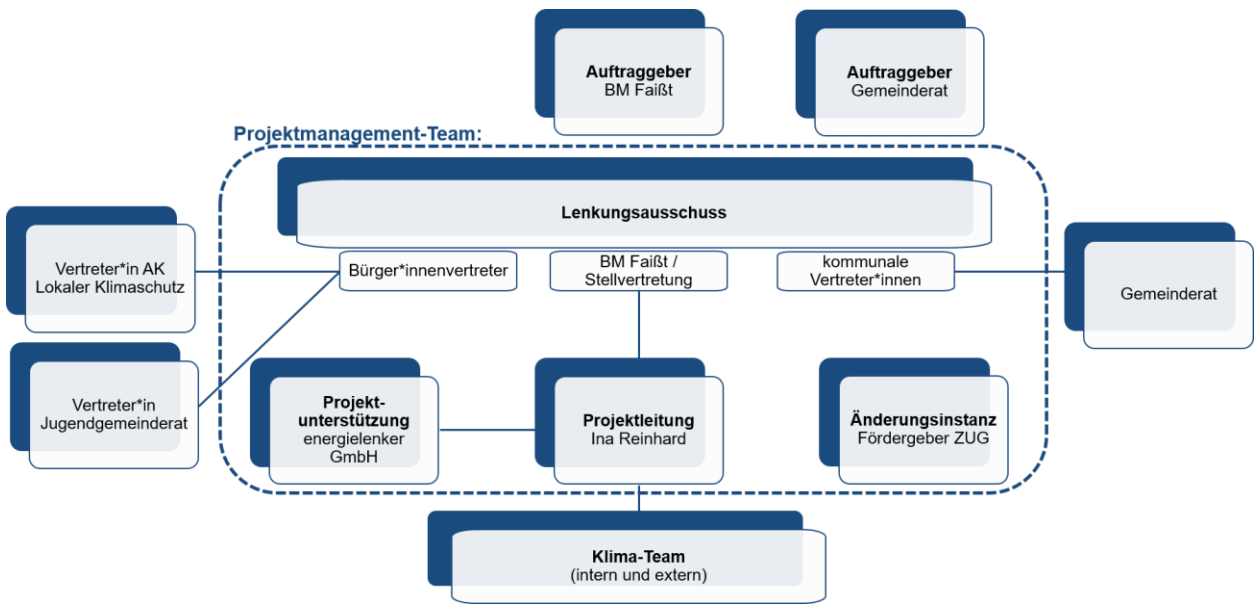 Auftraggeber
BM Faißt
Auftraggeber
Gemeinderat
Projektmanagement-Team:
Lenkungsausschuss
Bürger*innenvertreter
BM Faißt /
Stellvertretung
kommunale
Vertreter*innen
Vertreter*in AK
Lokaler Klimaschutz
Gemeinderat
Vertreter*in
Jugendgemeinderat
Projekt-
unterstützung
energielenker
GmbH
Projektleitung
Ina Reinhard
Änderungsinstanz
Fördergeber ZUG
Klima-Team
(intern und extern)